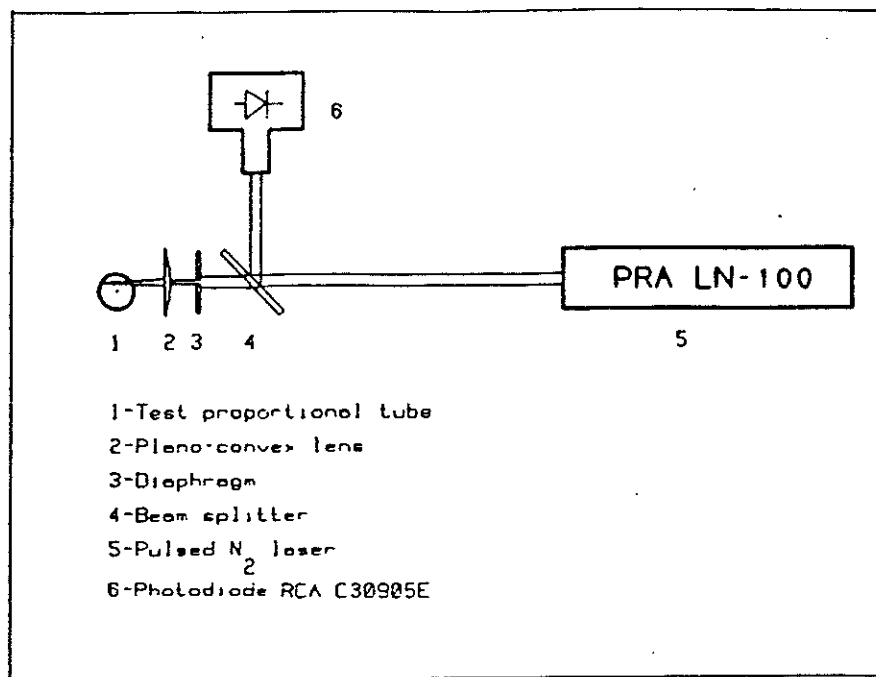 6
PRA LN-100
1 2 3 4 5
1-Test proportional tube
2-Plano-convex lens
3-Diaphragm
4-Beam splitter
5-Pulsed N2 laser
6-Photodiode RCA C30905E